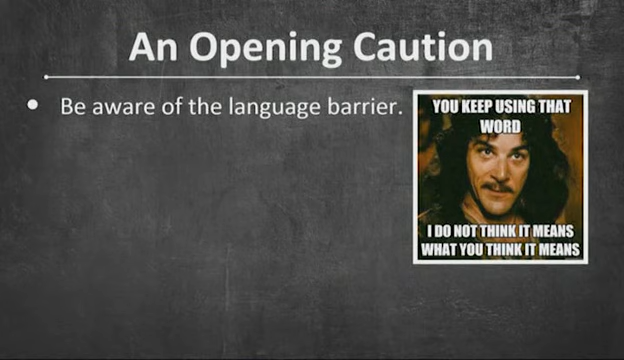 An Opening Caution
• Be aware of the language barrier.
YOU KEEP USING THAT
WORD
I DO NOT THINK IT MEANS
WHAT YOU THINK IT MEANS